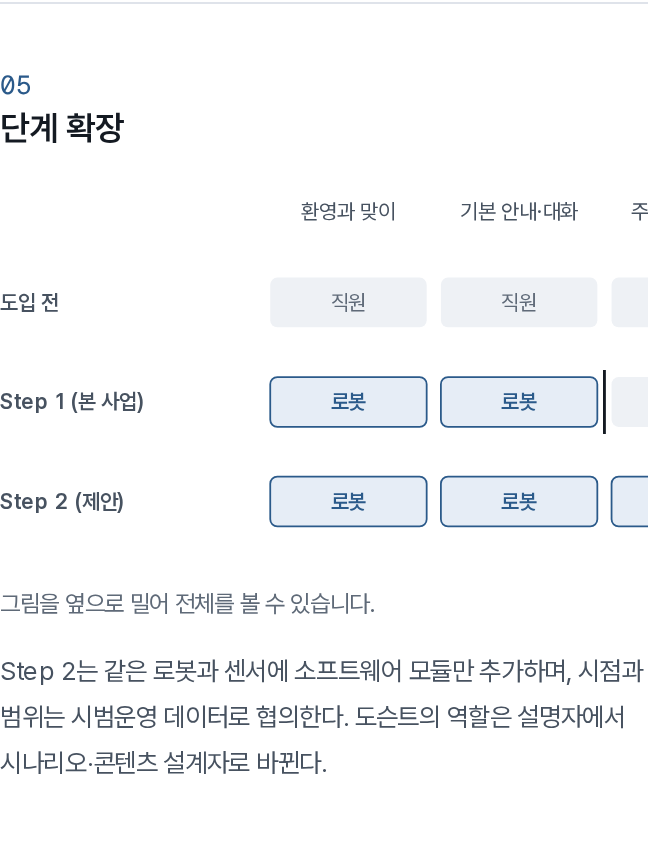 05
단계 확장
환영과 맞이 기본 안내·대화 주
도입 전 직원 직원
Step 1 (본 사업) 로봇 로봇
Step 2 (제안) 로봇 로봇
그림을 옆으로 밀어 전체를 볼 수 있습니다.
Step 2는 같은 로봇과 센서에 소프트웨어 모듈만 추가하며, 시점과
범위는 시범운영 데이터로 협의한다. 도슨트의 역할은 설명자에서
시나리오·콘텐츠 설계자로 바뀐다.